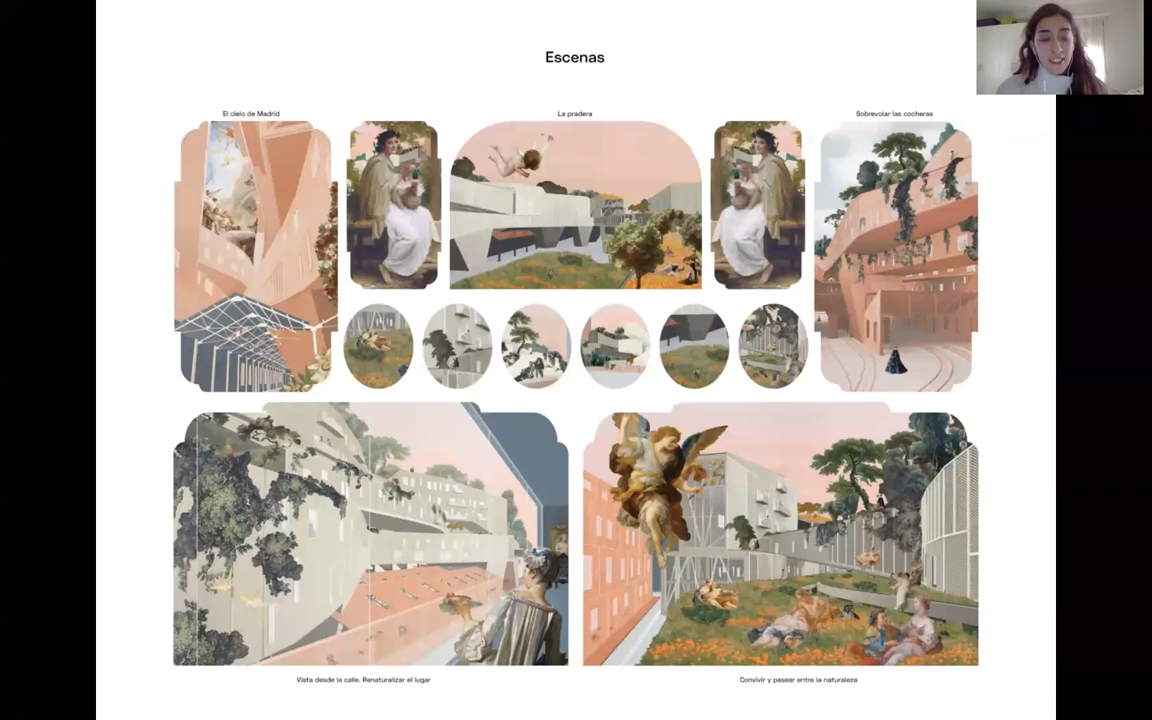 Escenas
El cielo de Madrid
La pradera
Sobrevolar las cocheras
Vista desde la calle. Renaturalizar el lugar
Convivir y pasear entre la naturaleza